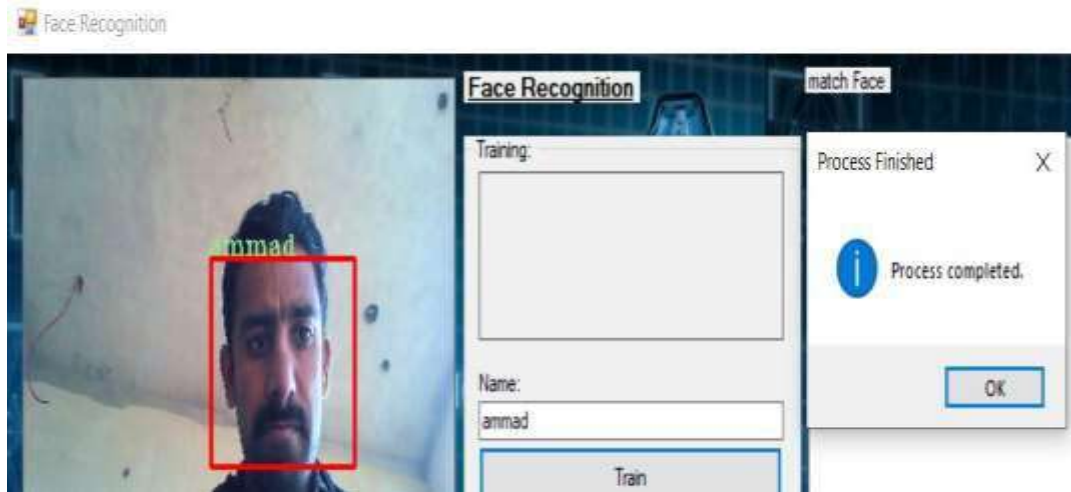 Face Recognition
Face Recognition
match Face
Training:
Process Finished
X
ammad
Process completed.
Name:
OK
ammad
Train